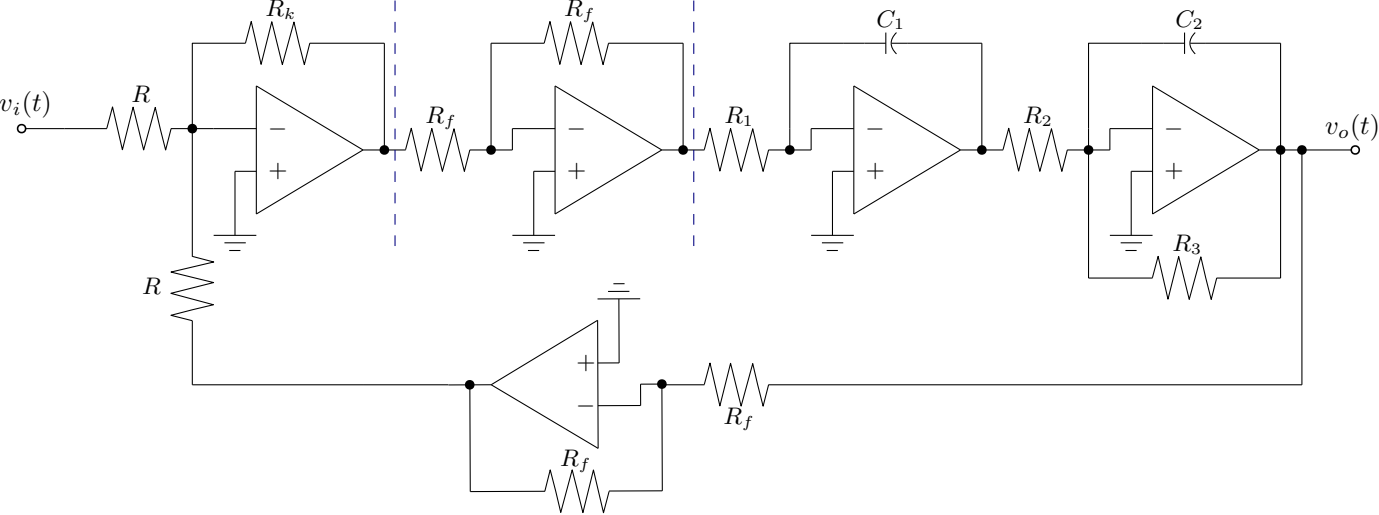 R_k
R_f
C_1
C_2
v_i(t)
R
−
+
R_f
−
+
R_1
−
+
R_2
−
+
v_o(t)
R_3
R
+
−
R_f
R_f